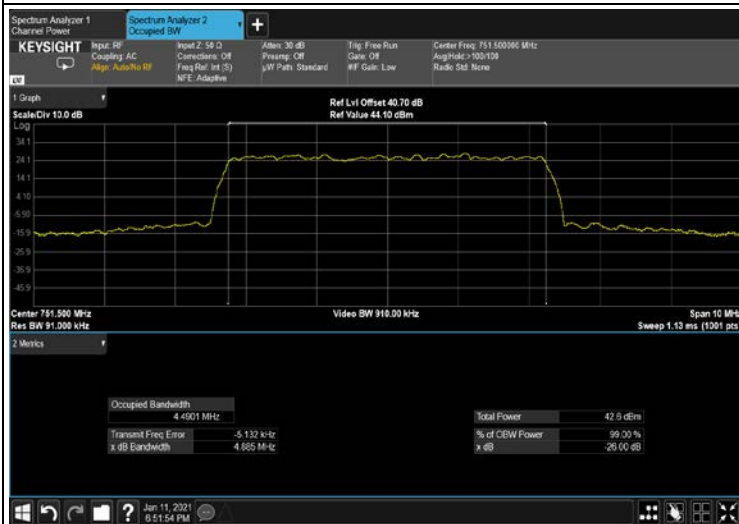 Spectrum Analyzer 1
Channel Power
Spectrum Analyzer 2
Occupied BW
+
KEYSIGHT
Input: RF
Coupling: AC
Align: Auto/No RF
Input Z: 50 Ω
Corrections: Off
Freq Ref: Int (S)
NFE: Adaptive
Atten: 30 dB
Preamp: Off
µW Path: Standard
Trig: Free Run
Gate: Off
#IF Gain: Low
Center Freq: 751.500000 MHz
Avg|Hold:>100/100
Radio Std: None
1 Graph
Scale/Div 10.0 dB
Ref Lvl Offset 40.70 dB
Ref Value 44.10 dBm
Log
34.1
24.1
14.1
4.10
-5.90
-15.9
-25.9
-35.9
-45.9
Center 751.500 MHz
Res BW 91.000 kHz
Video BW 910.00 kHz
Span 10 MHz
Sweep 1.13 ms (1001 pts)
2 Metrics
Occupied Bandwidth
4.4901 MHz
Transmit Freq Error -5.132 kHz
x dB Bandwidth 4.885 MHz
Total Power 42.6 dBm
% of OBW Power 99.00 %
x dB -26.00 dB
?
Jan 11, 2021
6:51:54 PM